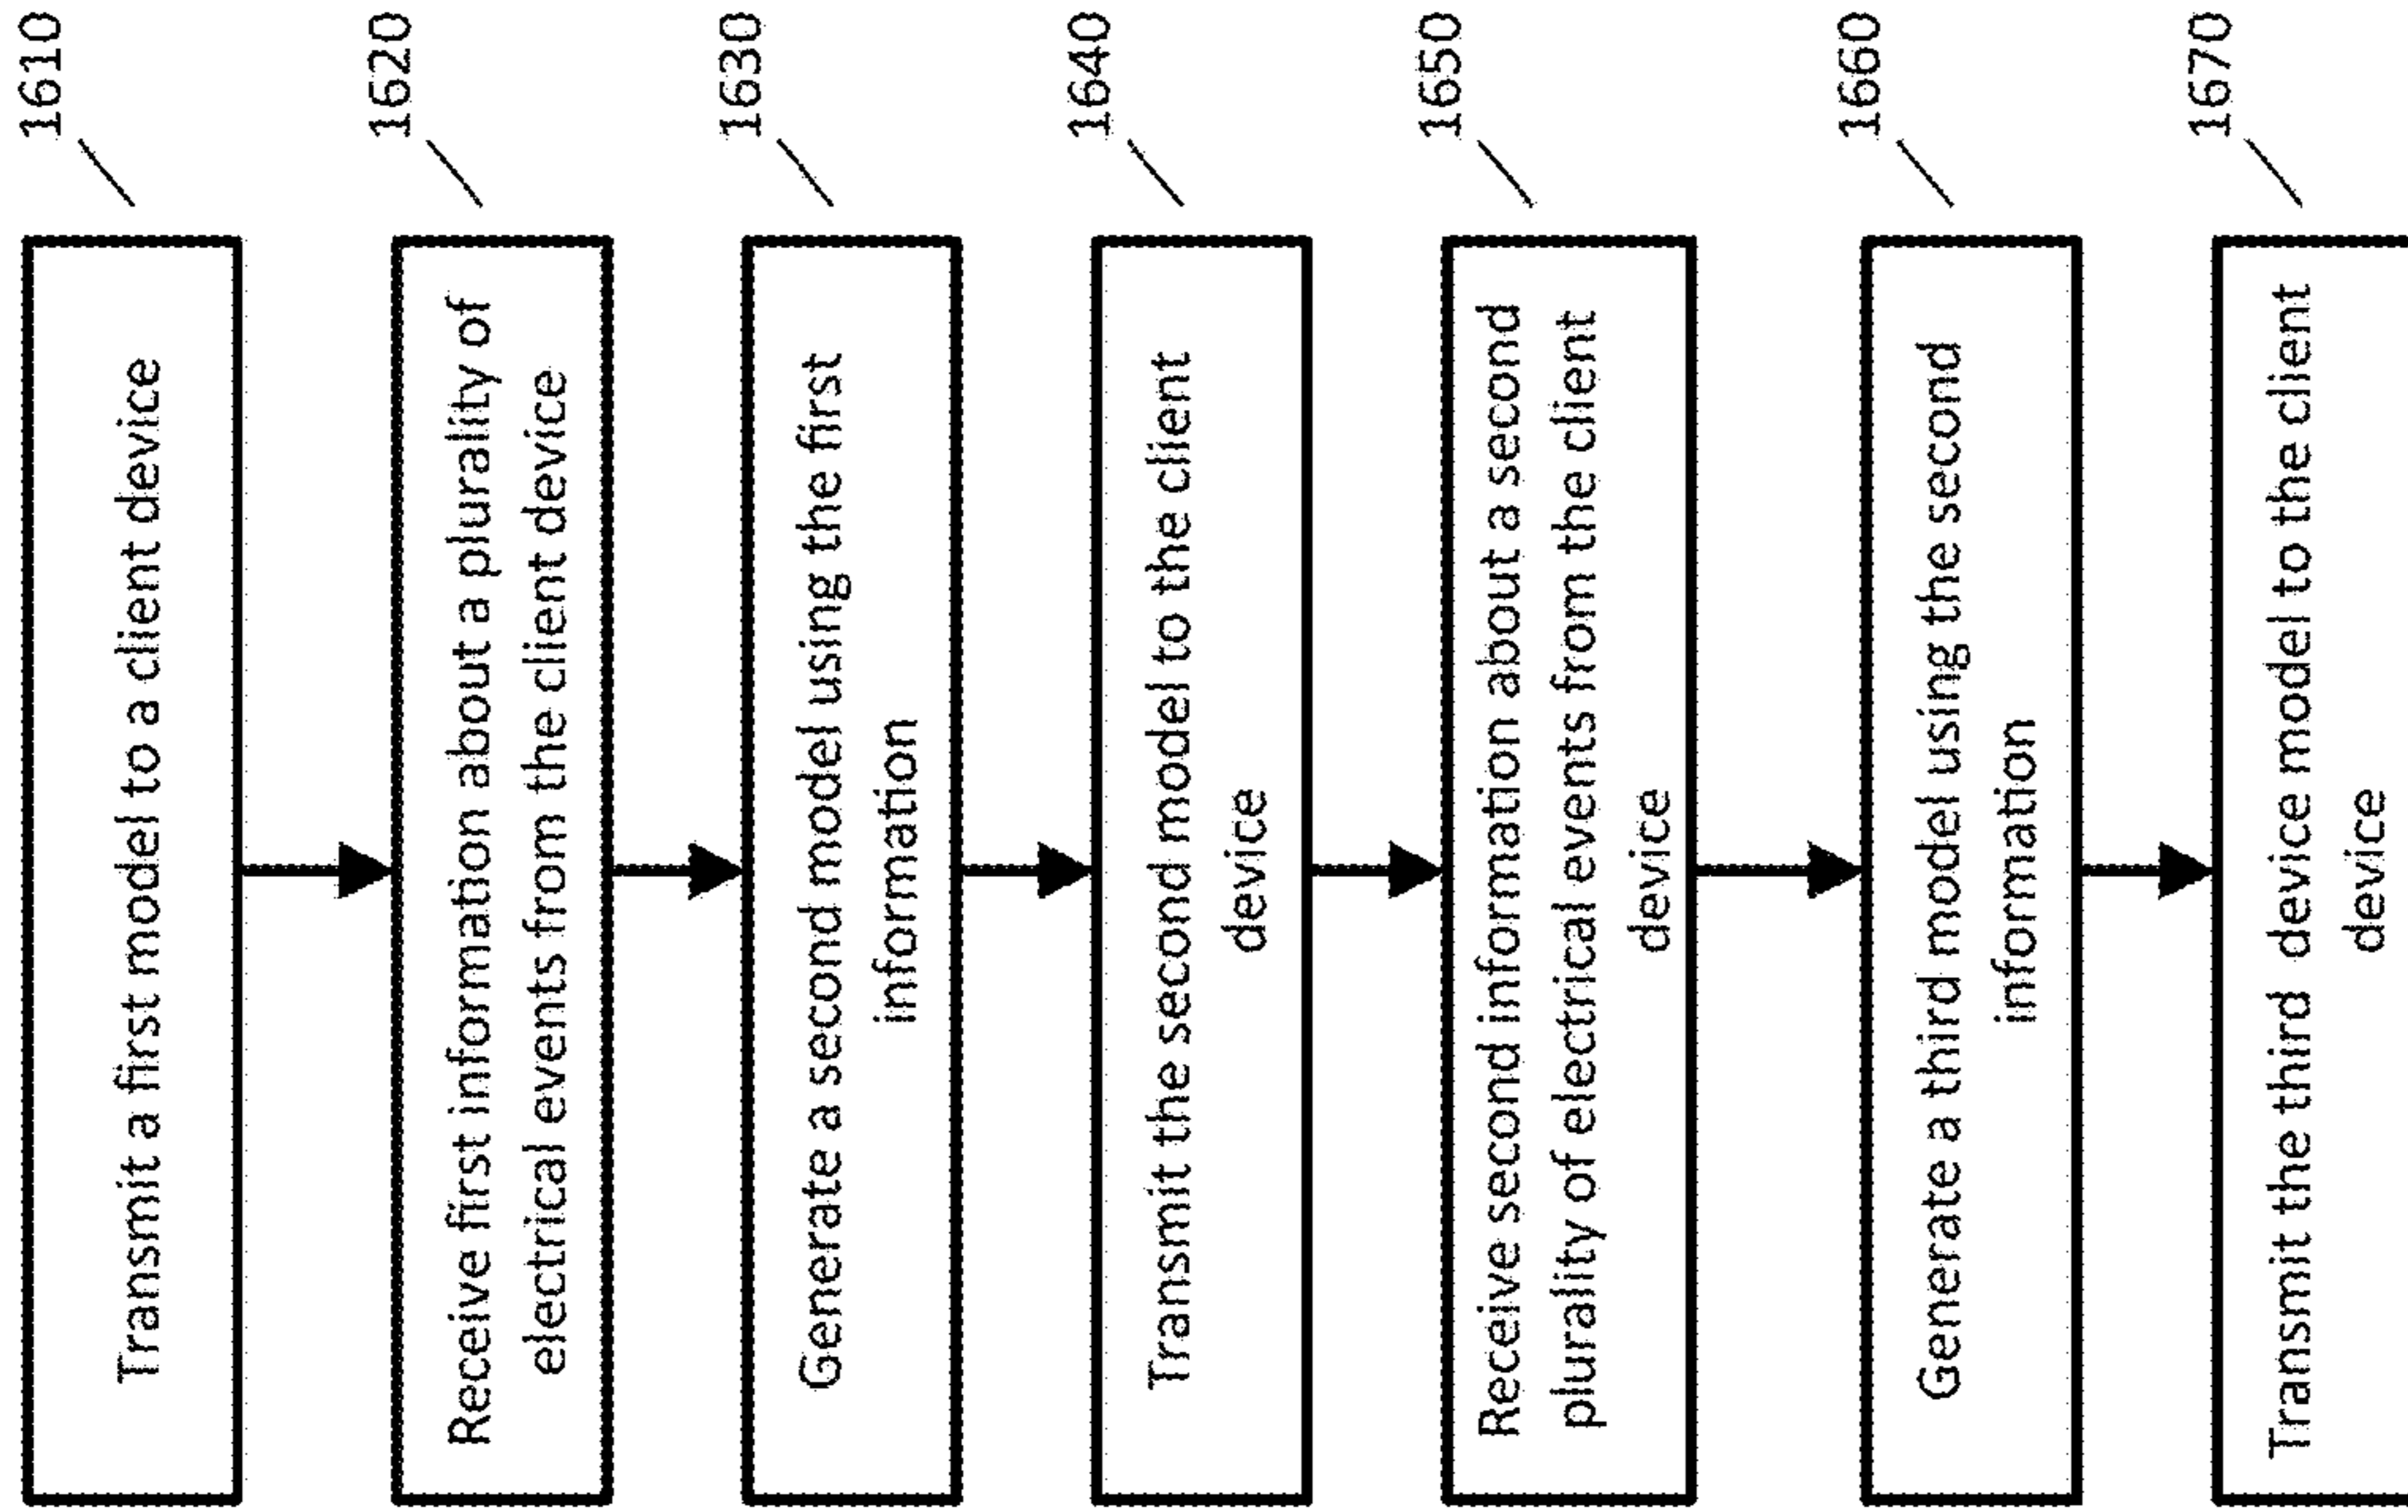 Transmit a first model to a client device
1610
Receive first information about a plurality of
electrical events from the client device
1620
Generate a second model using the first
information
1630
Transmit the second model to the client
device
1640
Receive second information about a second
plurality of electrical events from the client
device
1650
Generate a third model using the second
information
1660
Transmit the third device model to the client
device
1670